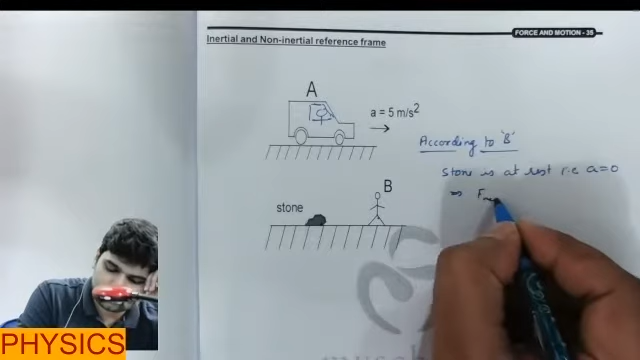 FORCE AND MOTION - 35
Inertial and Non-inertial reference frame
A
a = 5 m/s²
According to 'B'
Stone is at rest i.e a=0
B
stone
PHYSICS